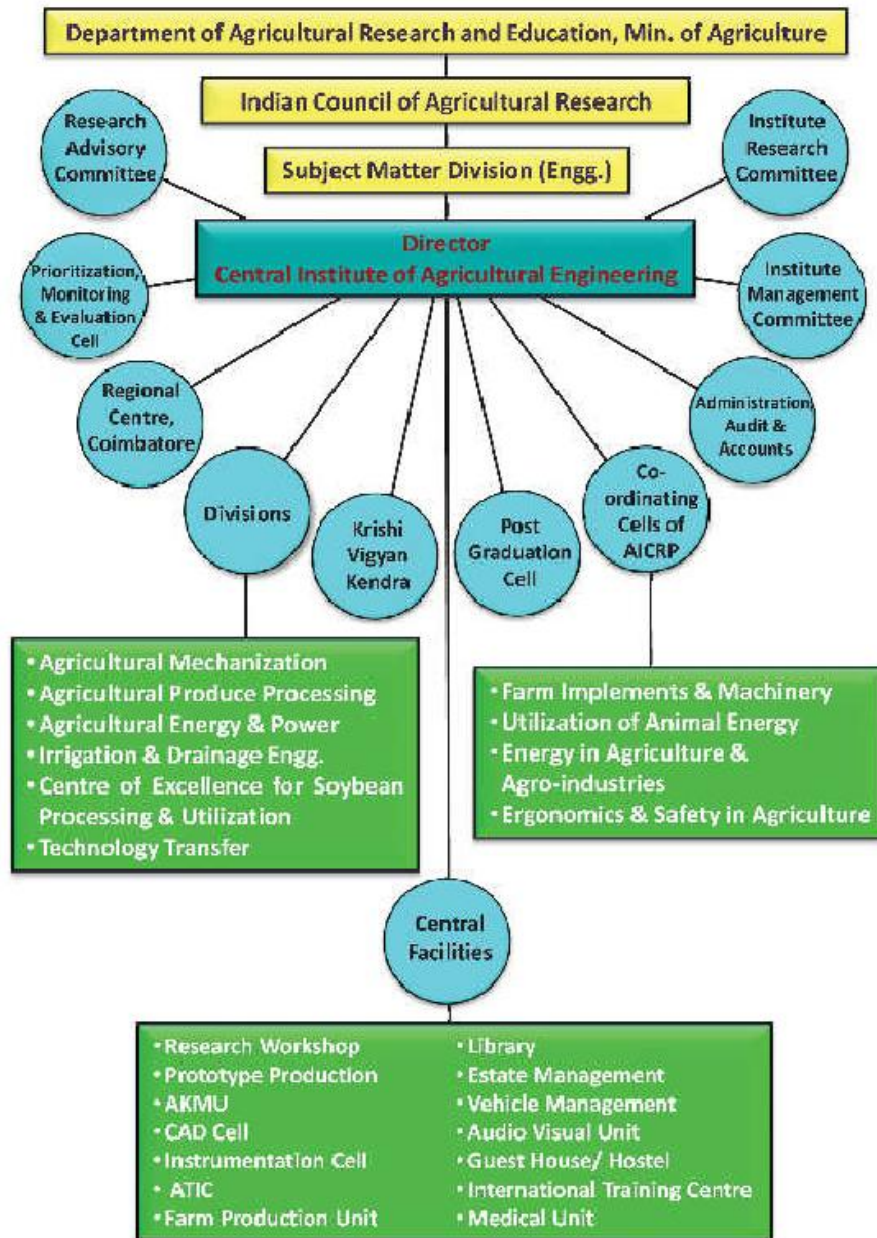 Department of Agricultural Research and Education, Min. of Agriculture
Indian Council of Agricultural Research
Subject Matter Division (Engg.)
Research
Advisory
Committee
Institute
Research
Committee
Director
Central Institute of Agricultural Engineering
Prioritization,
Monitoring
& Evaluation
Cell
Institute
Management
Committee
Regional
Centre,
Coimbatore
Administration,
Audit &
Accounts
Divisions
Krishi
Vigyan
Kendra
Post
Graduation
Cell
Co-
ordinating
Cells of
AICRP
• Agricultural Mechanization
• Agricultural Produce Processing
• Agricultural Energy & Power
• Irrigation & Drainage Engg.
• Centre of Excellence for Soybean
Processing & Utilization
• Technology Transfer
• Farm Implements & Machinery
• Utilization of Animal Energy
• Energy in Agriculture &
Agro-industries
• Ergonomics & Safety in Agriculture
Central
Facilities
• Research Workshop
• Prototype Production
• AKMU
• CAD Cell
• Instrumentation Cell
• ATIC
• Farm Production Unit
• Library
• Estate Management
• Vehicle Management
• Audio Visual Unit
• Guest House/ Hostel
• International Training Centre
• Medical Unit